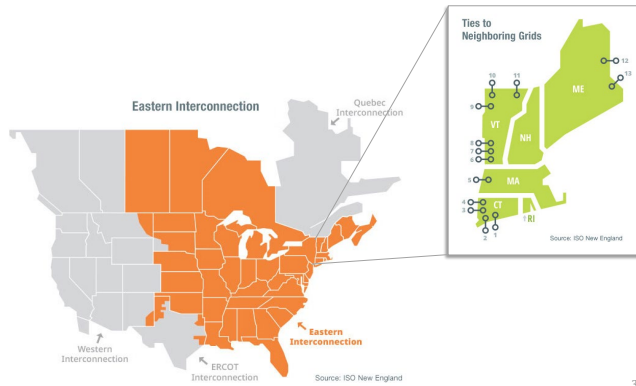 Ties to
Neighboring Grids
10
11
12
13
ME
9
VT
NH
8
7
6
5
MA
4
3
CT
RI
2
1
Source: ISO New England
Eastern Interconnection
Quebec
Interconnection
Western
Interconnection
ERCOT
Interconnection
Eastern
Interconnection
Source: ISO New England